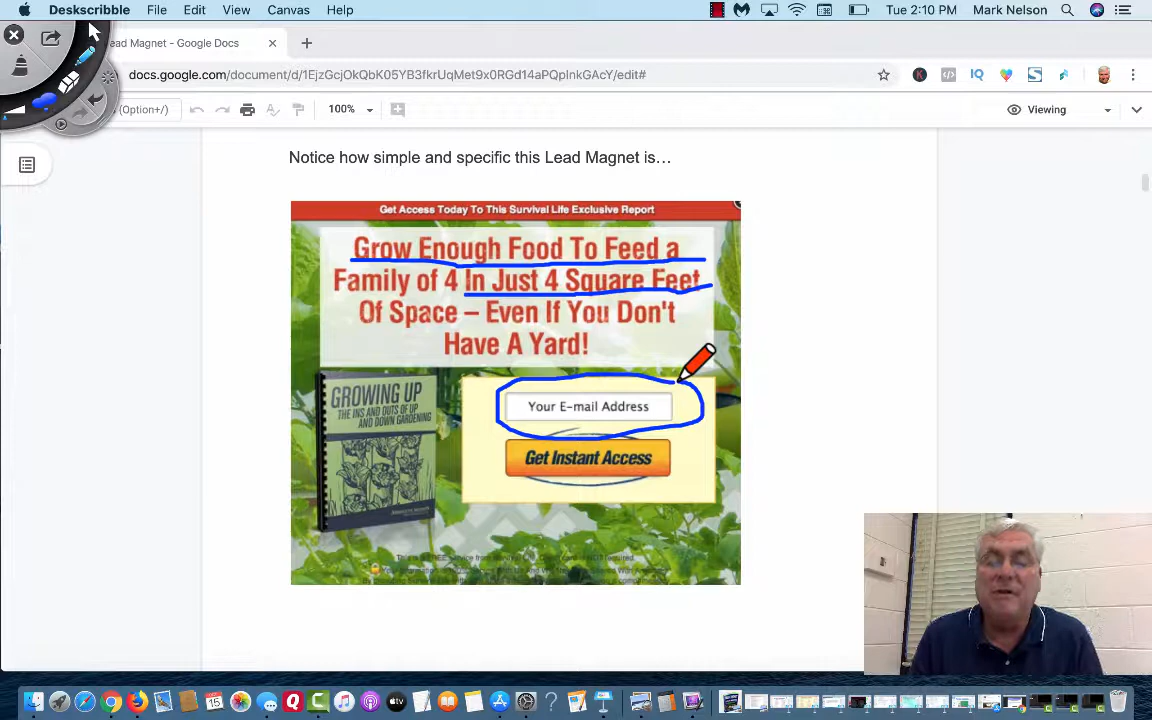 Deskscribble File Edit View Canvas Help Tue 2:10 PM Mark Nelson
ead Magnet - Google Docs
docs.google.com/document/d/1EjzGcjOkQbK05YB3fkrUqMet9x0RGd14aPQpInkGAcY/edit#
(Option+/) 100% Viewing
Notice how simple and specific this Lead Magnet is…
Get Access Today To This Survival Life Exclusive Report
Grow Enough Food To Feed a
Family of 4 In Just 4 Square Feet
Of Space – Even If You Don't
Have A Yard!
GROWING UP
THE INS AND OUTS OF UP
AND DOWN GARDENING
Your E-mail Address
Get Instant Access